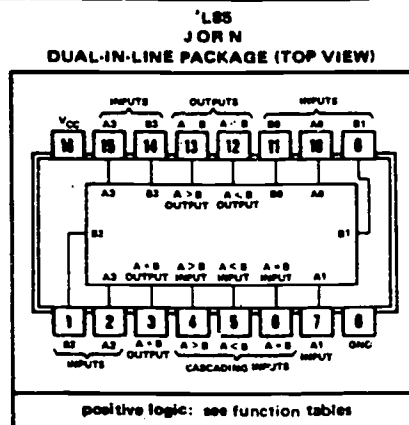 'L85
J OR N
DUAL-IN-LINE PACKAGE (TOP VIEW)
INPUTS OUTPUTS INPUTS
VCC A3 B3 A B A < B B0 A0 B1
16 15 14 13 12 11 10 9
A3 B3 A > B A < B B0 A0
OUTPUT OUTPUT
B2 B1
A = B A > B A < B A = B
A2 OUTPUT INPUT INPUT INPUT A1
1 2 3 4 5 6 7 8
B2 A2 A = B A > B A < B A = B A1 GND
INPUTS OUTPUT CASCADING INPUTS INPUT
positive logic: see function tables